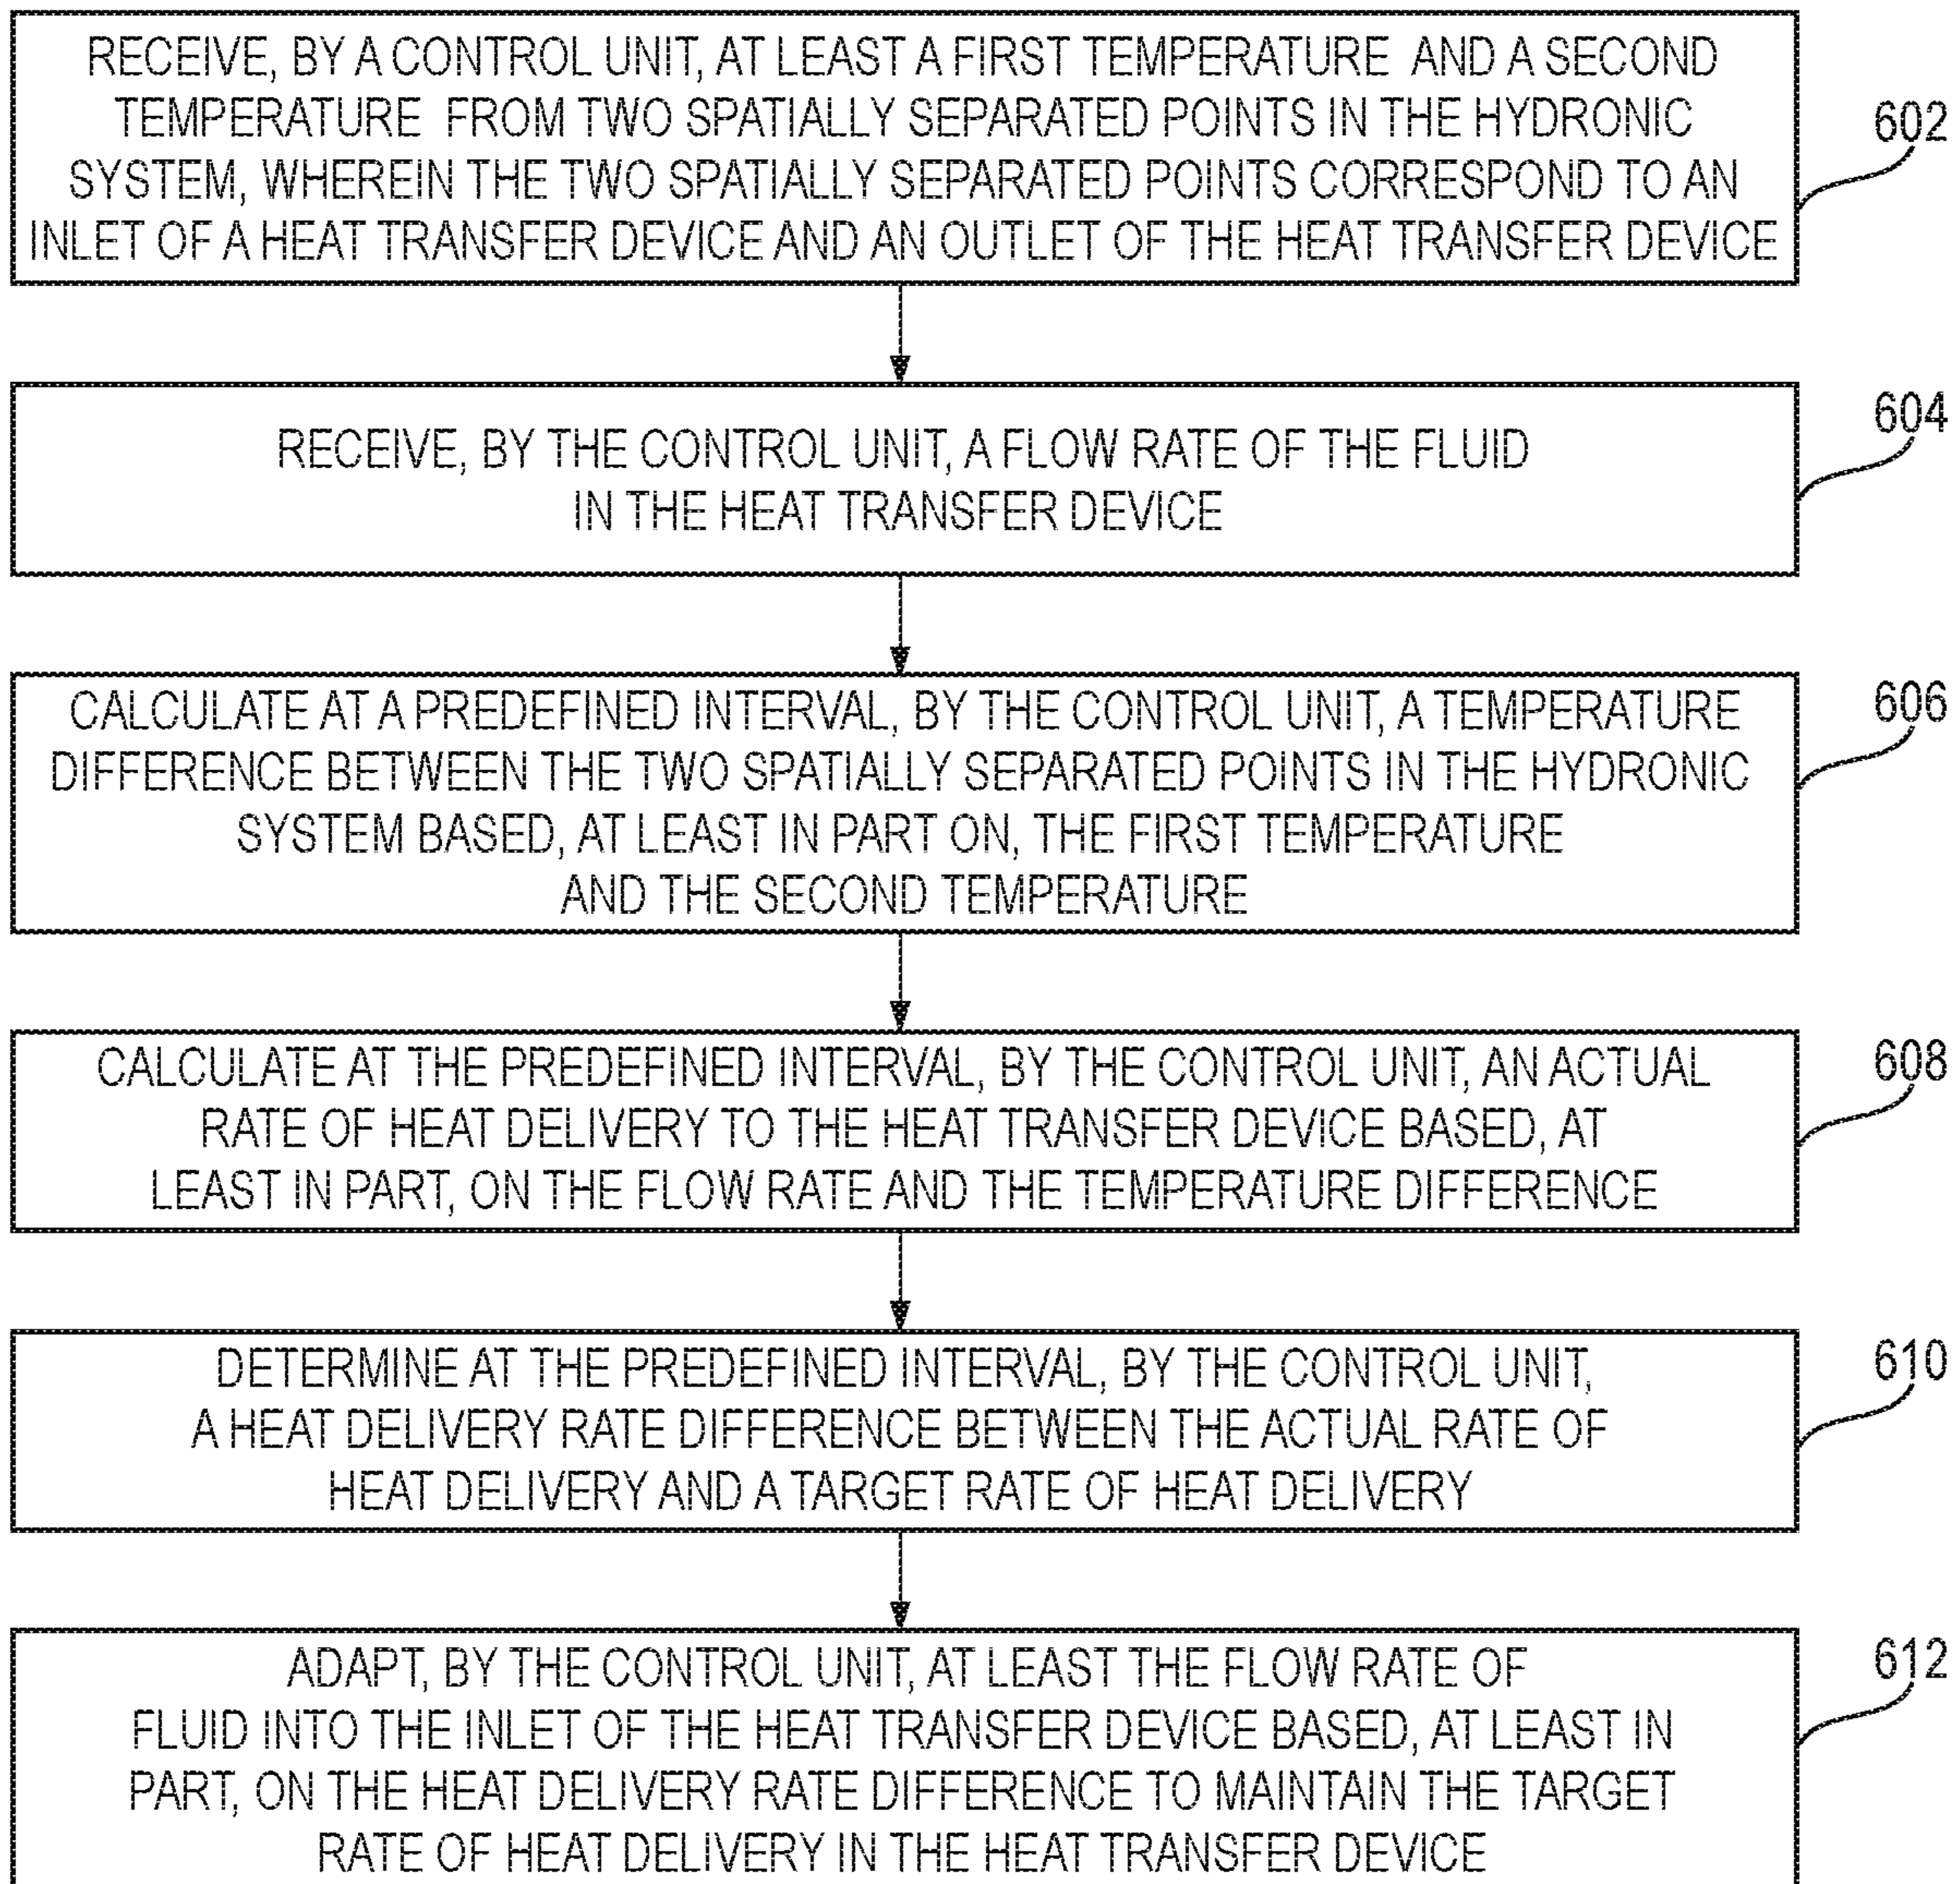 RECEIVE, BY A CONTROL UNIT, AT LEAST A FIRST TEMPERATURE AND A SECOND
TEMPERATURE FROM TWO SPATIALLY SEPARATED POINTS IN THE HYDRONIC
SYSTEM, WHEREIN THE TWO SPATIALLY SEPARATED POINTS CORRESPOND TO AN
INLET OF A HEAT TRANSFER DEVICE AND AN OUTLET OF THE HEAT TRANSFER DEVICE
602
RECEIVE, BY THE CONTROL UNIT, A FLOW RATE OF THE FLUID
IN THE HEAT TRANSFER DEVICE
604
CALCULATE AT A PREDEFINED INTERVAL, BY THE CONTROL UNIT, A TEMPERATURE
DIFFERENCE BETWEEN THE TWO SPATIALLY SEPARATED POINTS IN THE HYDRONIC
SYSTEM BASED, AT LEAST IN PART ON, THE FIRST TEMPERATURE
AND THE SECOND TEMPERATURE
606
CALCULATE AT THE PREDEFINED INTERVAL, BY THE CONTROL UNIT, AN ACTUAL
RATE OF HEAT DELIVERY TO THE HEAT TRANSFER DEVICE BASED, AT
LEAST IN PART, ON THE FLOW RATE AND THE TEMPERATURE DIFFERENCE
608
DETERMINE AT THE PREDEFINED INTERVAL, BY THE CONTROL UNIT,
A HEAT DELIVERY RATE DIFFERENCE BETWEEN THE ACTUAL RATE OF
HEAT DELIVERY AND A TARGET RATE OF HEAT DELIVERY
610
ADAPT, BY THE CONTROL UNIT, AT LEAST THE FLOW RATE OF
FLUID INTO THE INLET OF THE HEAT TRANSFER DEVICE BASED, AT LEAST IN
PART, ON THE HEAT DELIVERY RATE DIFFERENCE TO MAINTAIN THE TARGET
RATE OF HEAT DELIVERY IN THE HEAT TRANSFER DEVICE
612